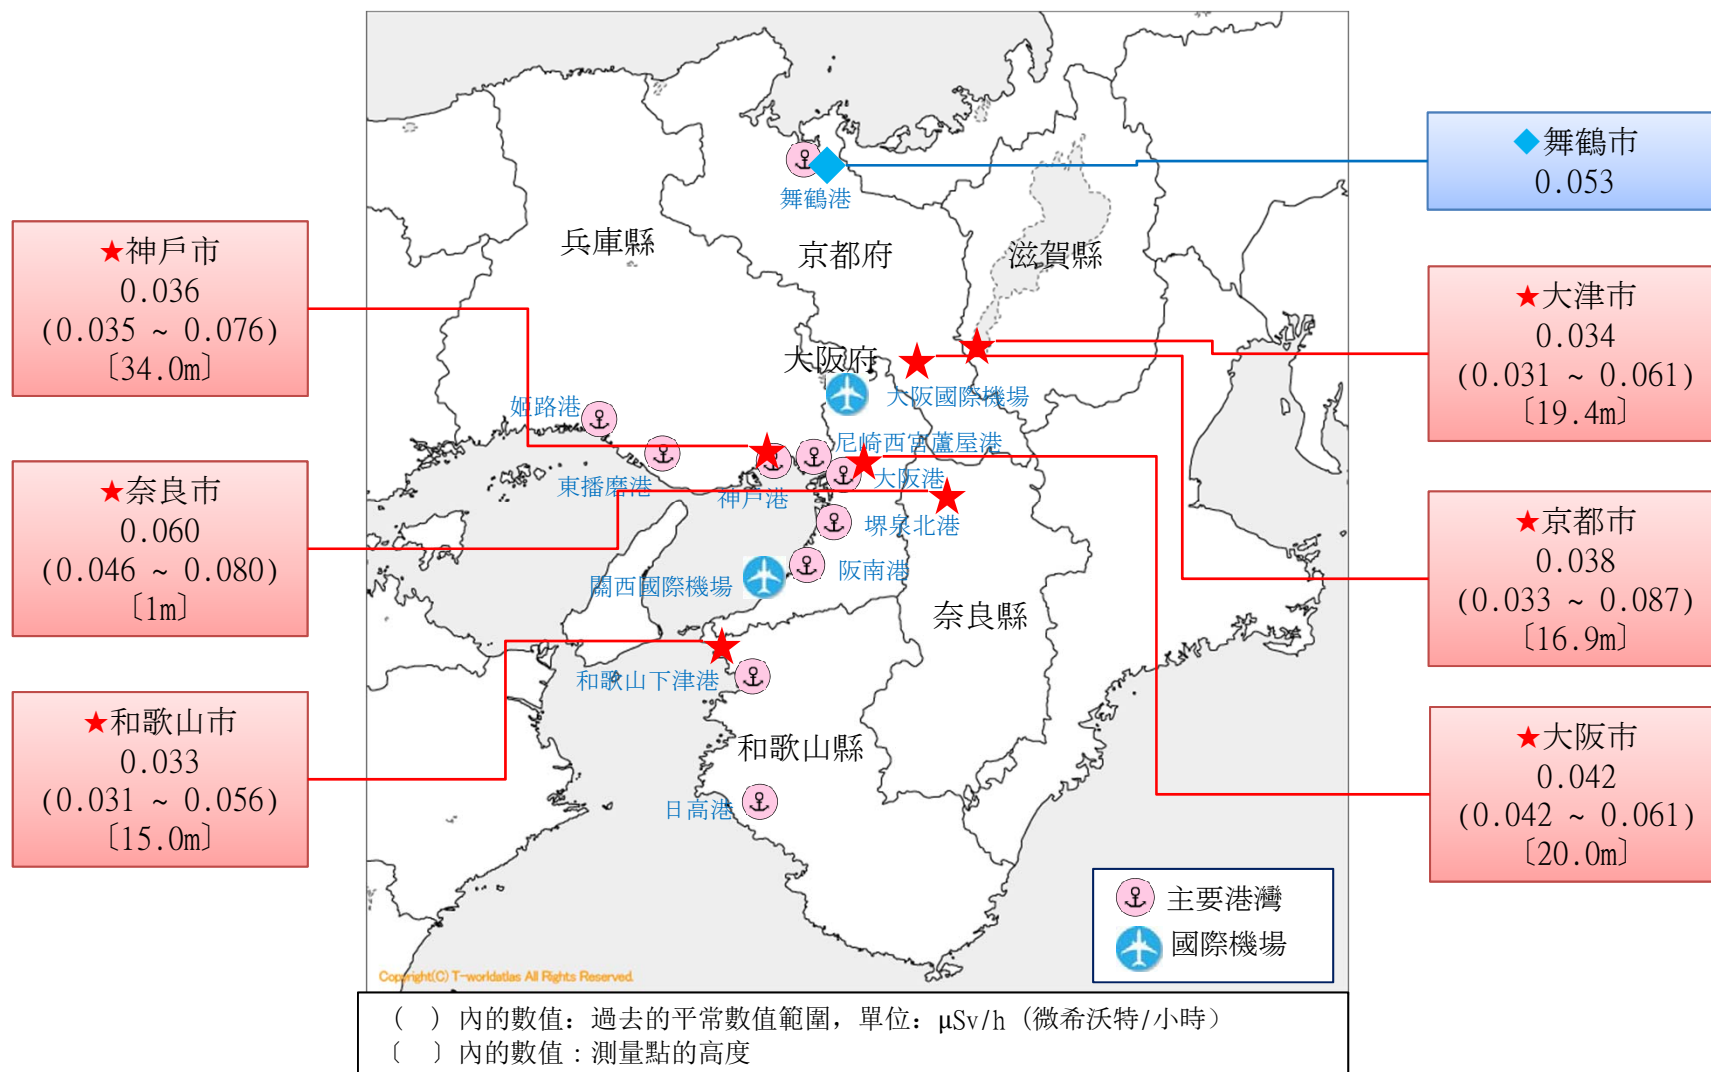 ◆舞鶴市
0.053
★神戶市
0.036
(0.035 ~ 0.076)
〔34.0m〕
★奈良市
0.060
(0.046 ~ 0.080)
〔1m〕
★和歌山市
0.033
(0.031 ~ 0.056)
〔15.0m〕
舞鶴港
兵庫縣
京都府
滋賀縣
大阪府
大阪國際機場
姬路港
尼崎西宮蘆屋港
東播磨港
神戶港
大阪港
堺泉北港
阪南港
關西國際機場
奈良縣
和歌山下津港
和歌山縣
日高港
★大津市
0.034
(0.031 ~ 0.061)
〔19.4m〕
★京都市
0.038
(0.033 ~ 0.087)
〔16.9m〕
★大阪市
0.042
(0.042 ~ 0.061)
〔20.0m〕
主要港灣
國際機場
Copyright(C) T-worldatlas All Rights Reserved.
（　）內的數值：過去的平常數值範圍，單位：μSv/h（微希沃特/小時）
〔　〕內的數值：測量點的高度